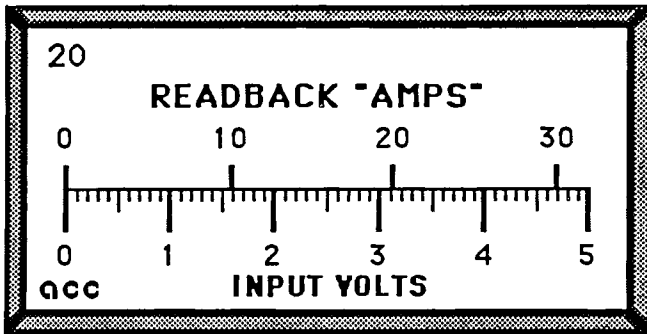 20
READBACK "AMPS"
0 10 20 30
0 1 2 3 4 5
acc INPUT VOLTS